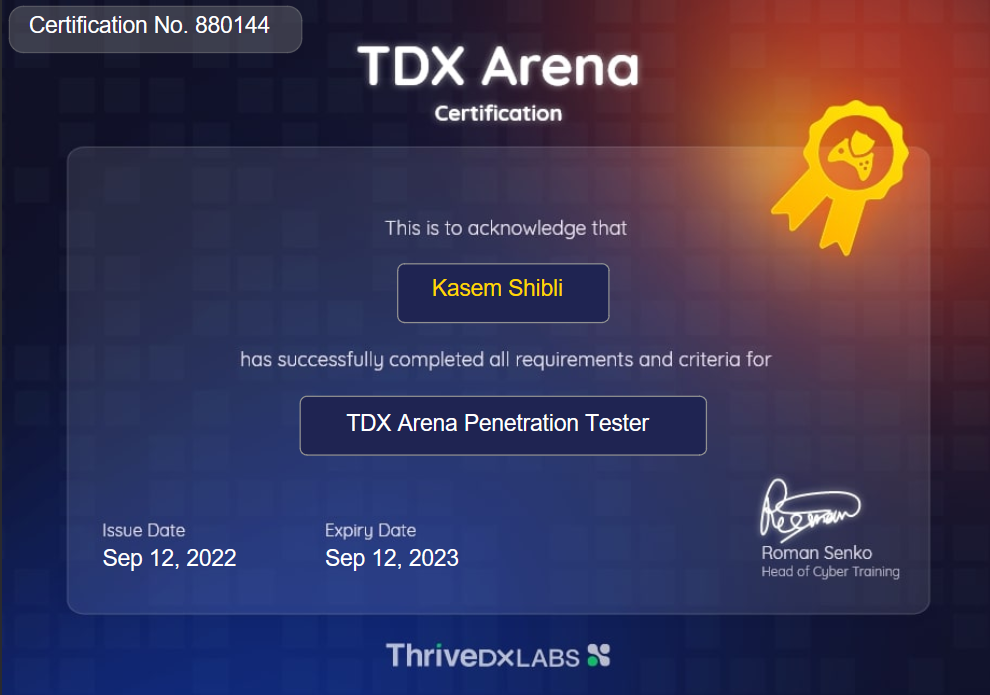 Certification No. 880144
TDX Arena
Certification
This is to acknowledge that
Kasem Shibli
has successfully completed all requirements and criteria for
TDX Arena Penetration Tester
Issue Date
Sep 12, 2022
Expiry Date
Sep 12, 2023
Roman Senko
Head of Cyber Training
ThriveDXLABS